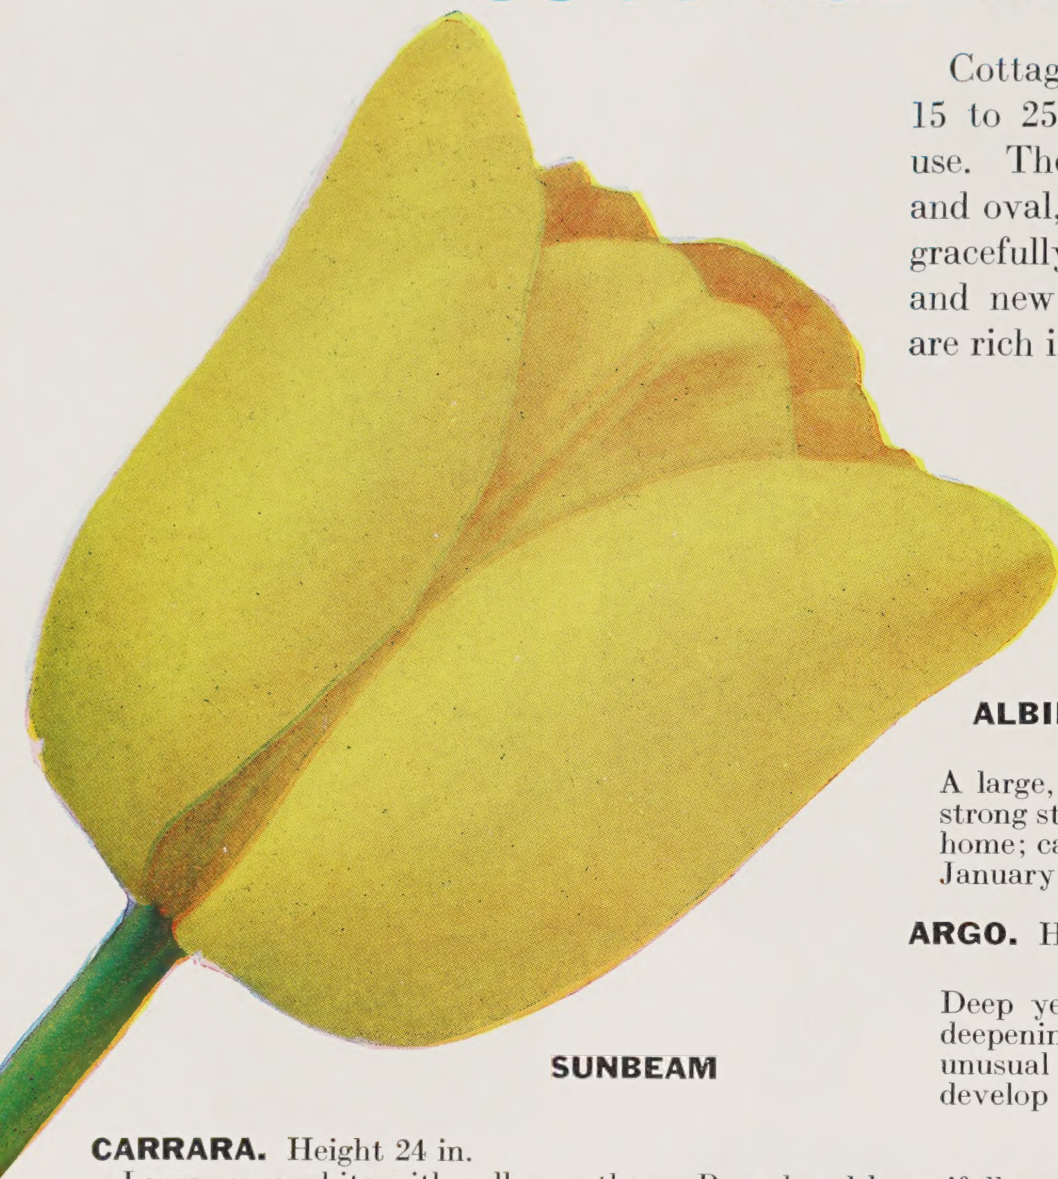 Cottag
15 to 25
use. The
and oval,
gracefully
and new
are rich i
ALBI
A large,
strong st
home; ca
January
ARGO. H
Deep ye
deepenin
unusual
develop
SUNBEAM
CARRARA. Height 24 in.